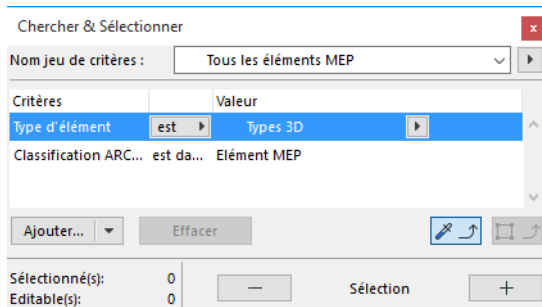 Chercher & Sélectionner
Nom jeu de critères : Tous les éléments MEP
Critères Valeur
Type d'élément est Types 3D
Classification ARC... est da... Elément MEP
Ajouter... Effacer
Sélectionné(s): 0
Editable(s): 0
Sélection